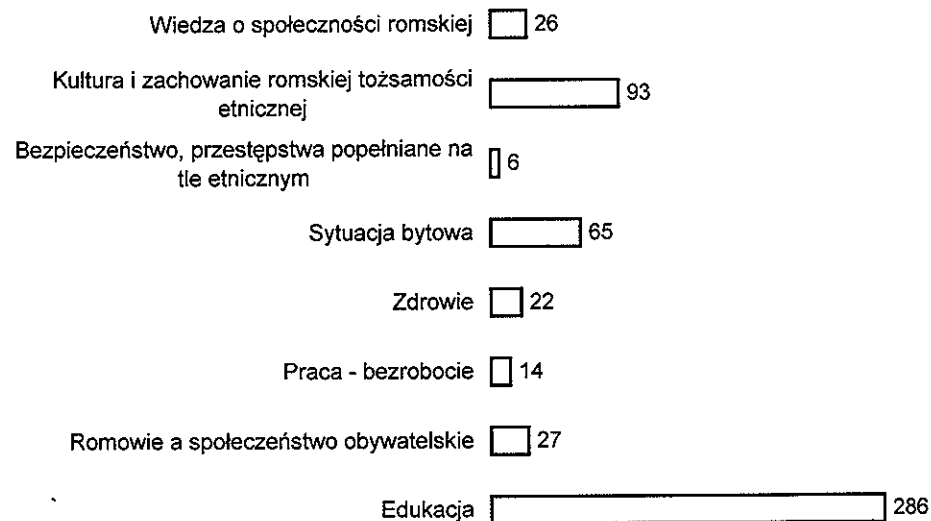 Wiedza o społeczności romskiej 26
Kultura i zachowanie romskiej tożsamości
etnicznej 93
Bezpieczeństwo, przestępstwa popełniane na
tle etnicznym 6
Sytuacja bytowa 65
Zdrowie 22
Praca - bezrobocie 14
Romowie a społeczeństwo obywatelskie 27
Edukacja 286